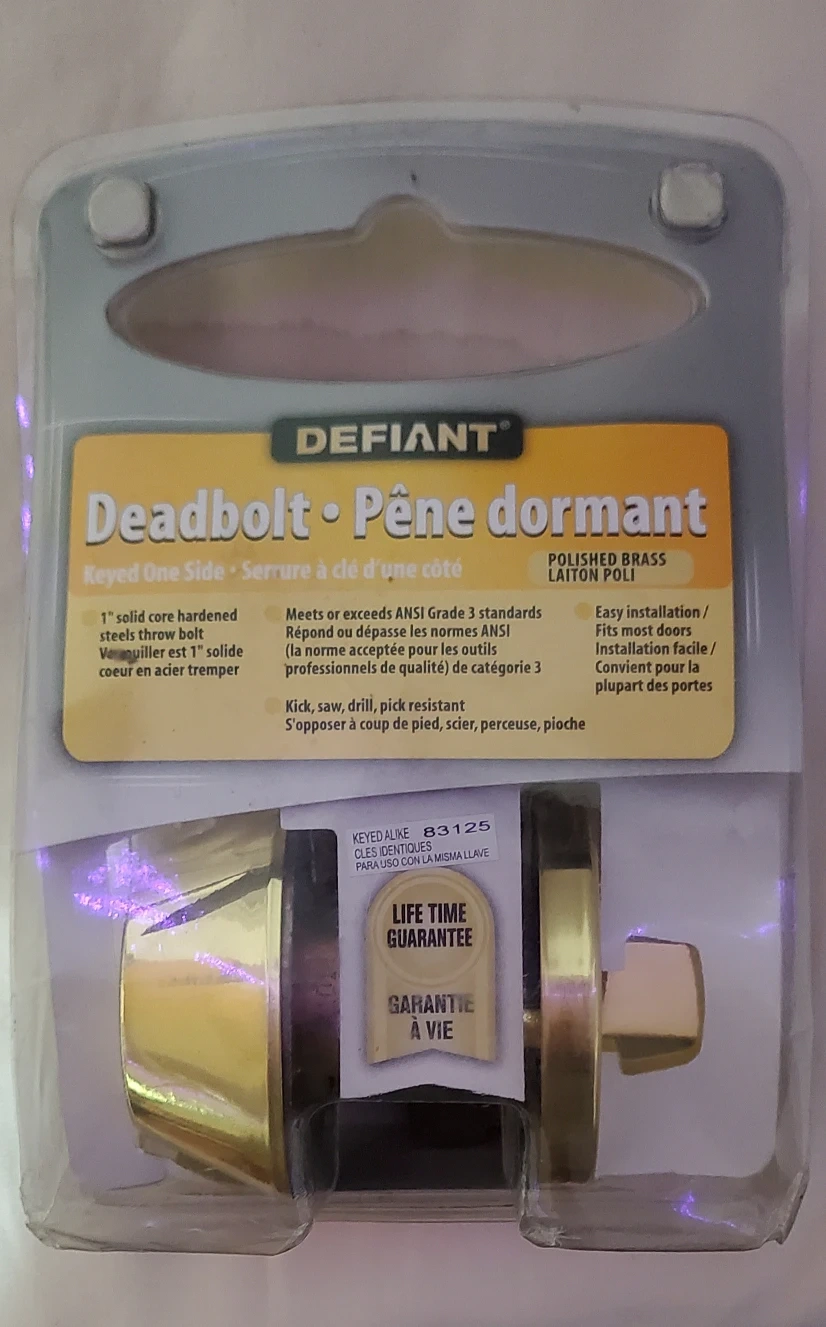 DEFIANT®
Deadbolt • Pêne dormant
Keyed One Side • Serrure à clé d'une côté
POLISHED BRASS
LAITON POLI
1" solid core hardened
steels throw bolt
est 1" solide
coeur en acier tremper
Meets or exceeds ANSI Grade 3 standards
Répond ou dépasse les normes ANSI
(la norme acceptée pour les outils
professionnels de qualité) de catégorie 3
Kick, saw, drill, pick resistant
S'opposer à coup de pied, scier, perceuse, pioche
Easy installation /
Fits most doors
Installation facile /
Convient pour la
plupart des portes
KEYED ALIKE 83125
CLES IDENTIQUES
PARA USO CON LA MISMA LLAVE
LIFE TIME
GUARANTEE
GARANTIE
À VIE